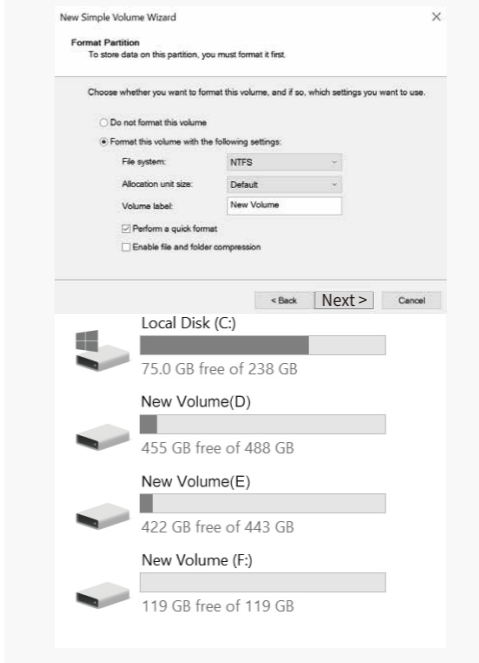 New Simple Volume Wizard
Format Partition
To store data on this partition, you must format it first.
Choose whether you want to format this volume, and if so, which settings you want to use.
Do not format this volume
Format this volume with the following settings:
File system: NTFS
Allocation unit size: Default
Volume label: New Volume
Perform a quick format
Enable file and folder compression
< Back Next > Cancel
Local Disk (C:)
75.0 GB free of 238 GB
New Volume(D)
455 GB free of 488 GB
New Volume(E)
422 GB free of 443 GB
New Volume (F:)
119 GB free of 119 GB